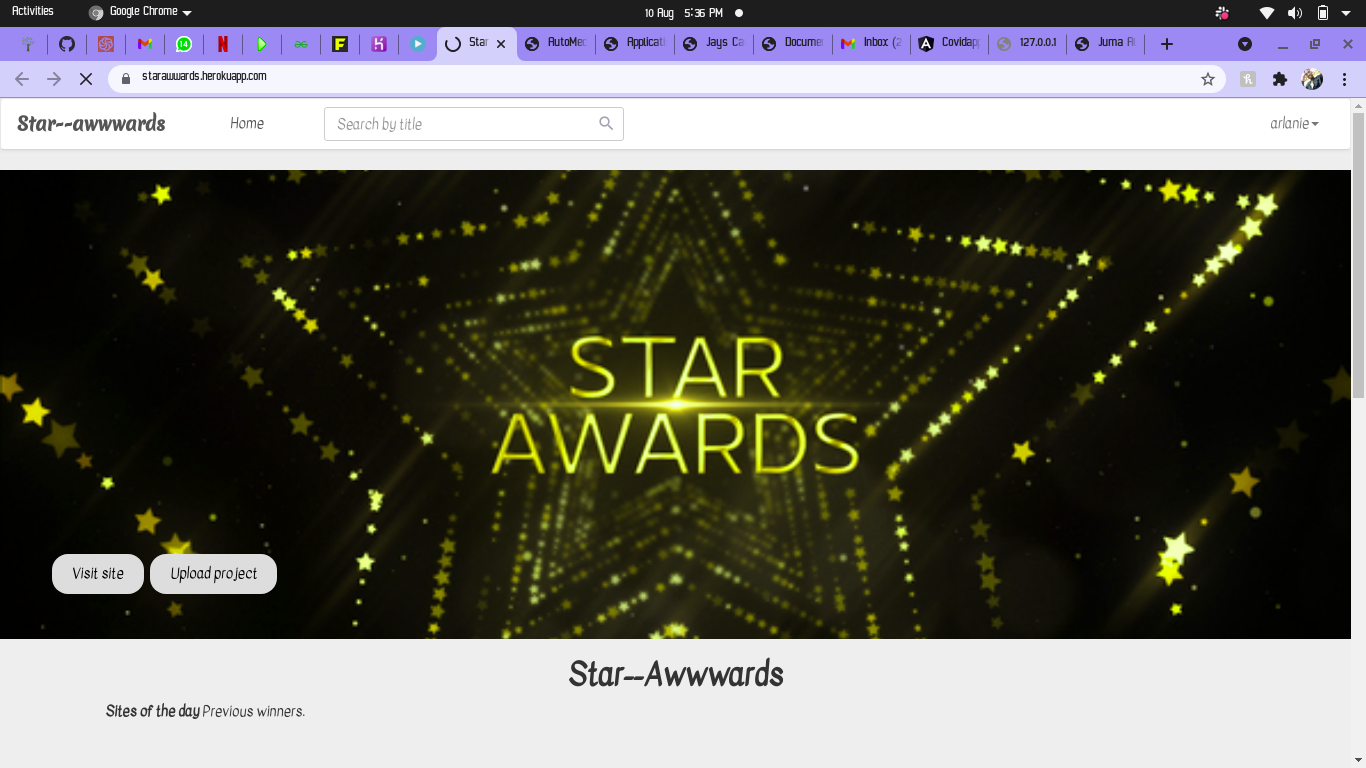 Activities
Google Chrome
10 Aug 5:36 PM
14
Star
AutoMec
Applicati
Jays Ca
Documen
Inbox (2
Covidap
127.0.0.1
Juma
starawwards.herokuapp.com
Star--awwwards
Home
Search by title
arlanie
STAR
AWARDS
Visit site
Upload project
Star--Awwwards
Sites of the day Previous winners.